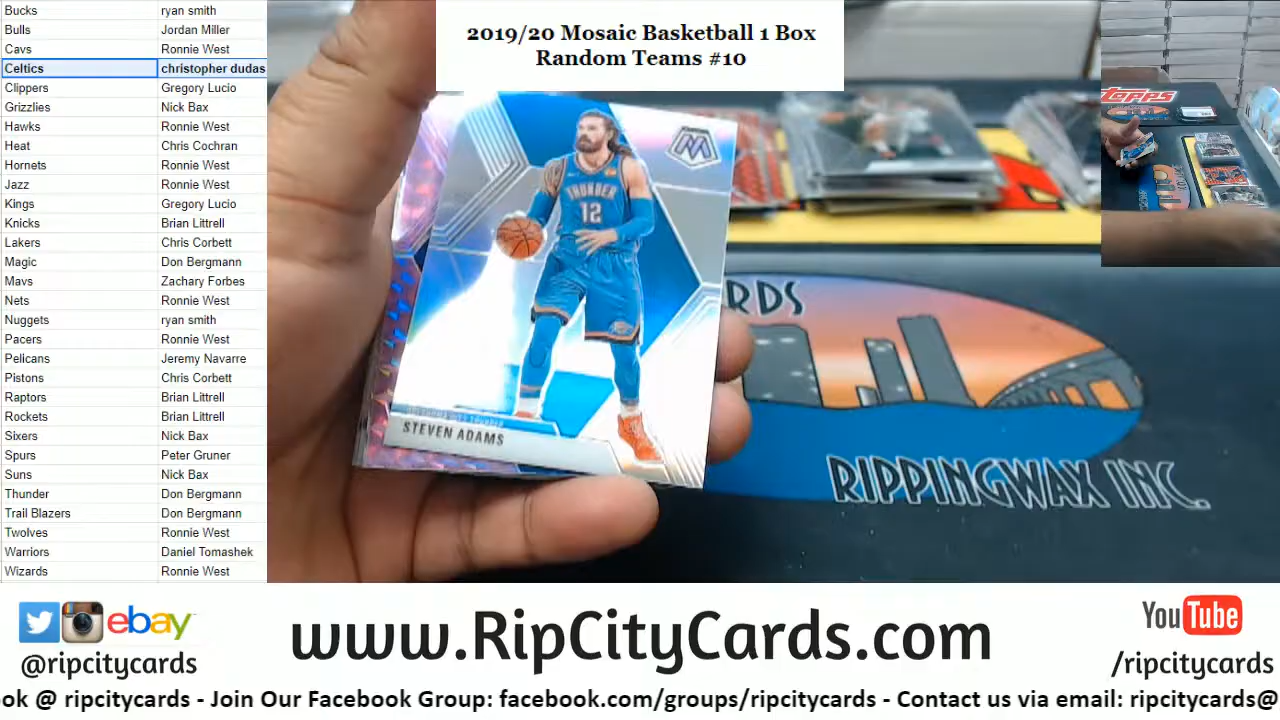 Bucks ryan smith
Bulls Jordan Miller
Cavs Ronnie West
Celtics christopher dudas
Clippers Gregory Lucio
Grizzlies Nick Bax
Hawks Ronnie West
Heat Chris Cochran
Hornets Ronnie West
Jazz Ronnie West
Kings Gregory Lucio
Knicks Brian Littrell
Lakers Chris Corbett
Magic Don Bergmann
Mavs Zachary Forbes
Nets Ronnie West
Nuggets ryan smith
Pacers Ronnie West
Pelicans Jeremy Navarre
Pistons Chris Corbett
Raptors Brian Littrell
Rockets Brian Littrell
Sixers Nick Bax
Spurs Peter Gruner
Suns Nick Bax
Thunder Don Bergmann
Trail Blazers Don Bergmann
Twolves Ronnie West
Warriors Daniel Tomashek
Wizards Ronnie West
2019/20 Mosaic Basketball 1 Box
Random Teams #10
topps
THUNDER
12
STEVEN ADAMS
RDS
RIPPINGWAX INC.
ebay
@ripcitycards
www.RipCityCards.com
YouTube
/ripcitycards
ook @ ripcitycards - Join Our Facebook Group: facebook.com/groups/ripcitycards - Contact us via email: ripcitycards@